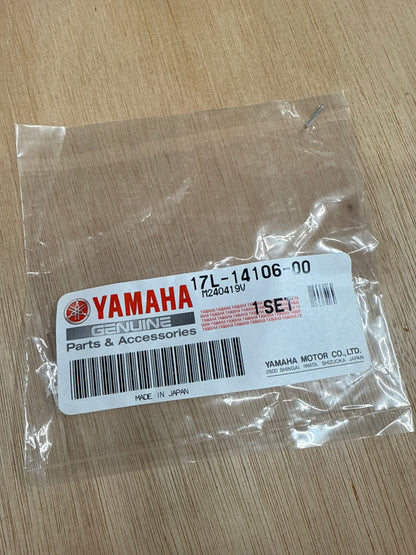 17L-14106-00
M240419V
YAMAHA
GENUINE
Parts & Accessories
1SET
YAMAHA MOTOR CO.,LTD.
2500 SHINGAI IWATA SHIZUOKA JAPAN
MADE IN JAPAN